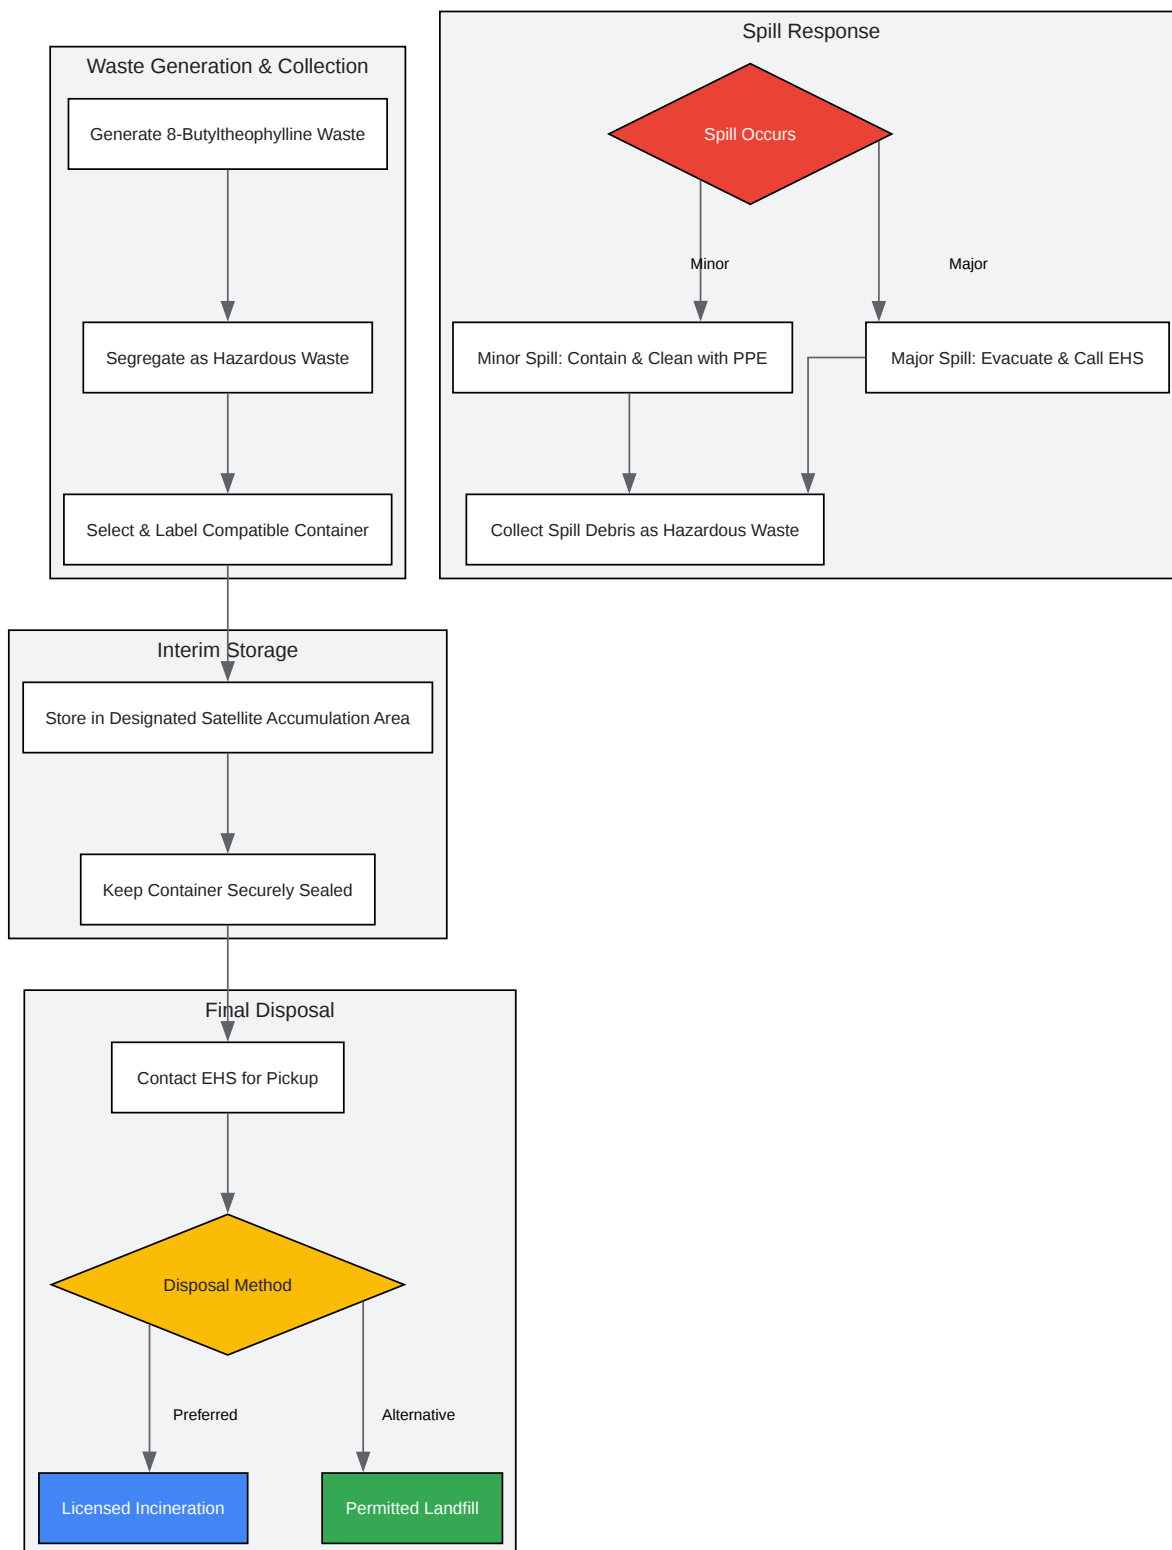 Waste Generation & Collection
Generate 8-Butyltheophylline Waste
Segregate as Hazardous Waste
Select & Label Compatible Container
Spill Response
Spill Occurs
Minor
Major
Minor Spill: Contain & Clean with PPE
Major Spill: Evacuate & Call EHS
Collect Spill Debris as Hazardous Waste
Interim Storage
Store in Designated Satellite Accumulation Area
Keep Container Securely Sealed
Final Disposal
Contact EHS for Pickup
Disposal Method
Preferred
Alternative
Licensed Incineration
Permitted Landfill